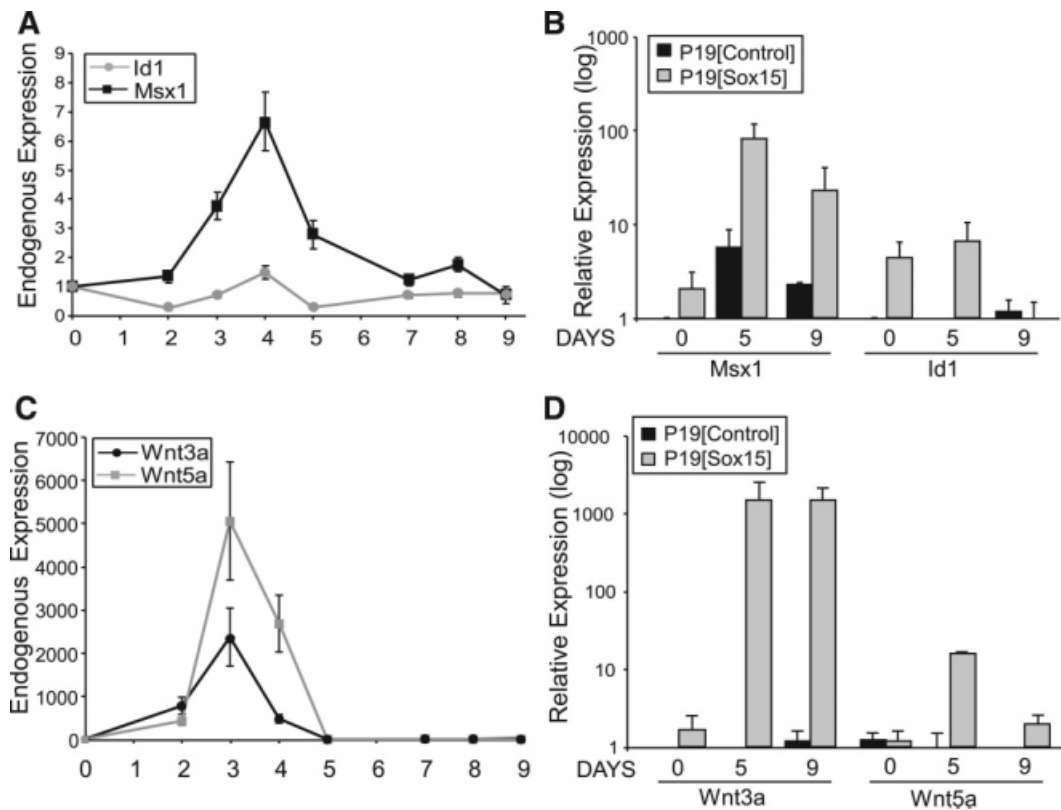 A
Endogenous Expression
9
8
7
6
5
4
3
2
1
0
Id1
Msx1
0 1 2 3 4 5 6 7 8 9
B
Relative Expression (log)
1000
100
10
1
P19[Control]
P19[Sox15]
DAYS 0 5 9 0 5 9
Msx1 Id1
C
Endogenous Expression
7000
6000
5000
4000
3000
2000
1000
0
Wnt3a
Wnt5a
0 1 2 3 4 5 6 7 8 9
D
Relative Expression (log)
10000
1000
100
10
1
P19[Control]
P19[Sox15]
DAYS 0 5 9 0 5 9
Wnt3a Wnt5a